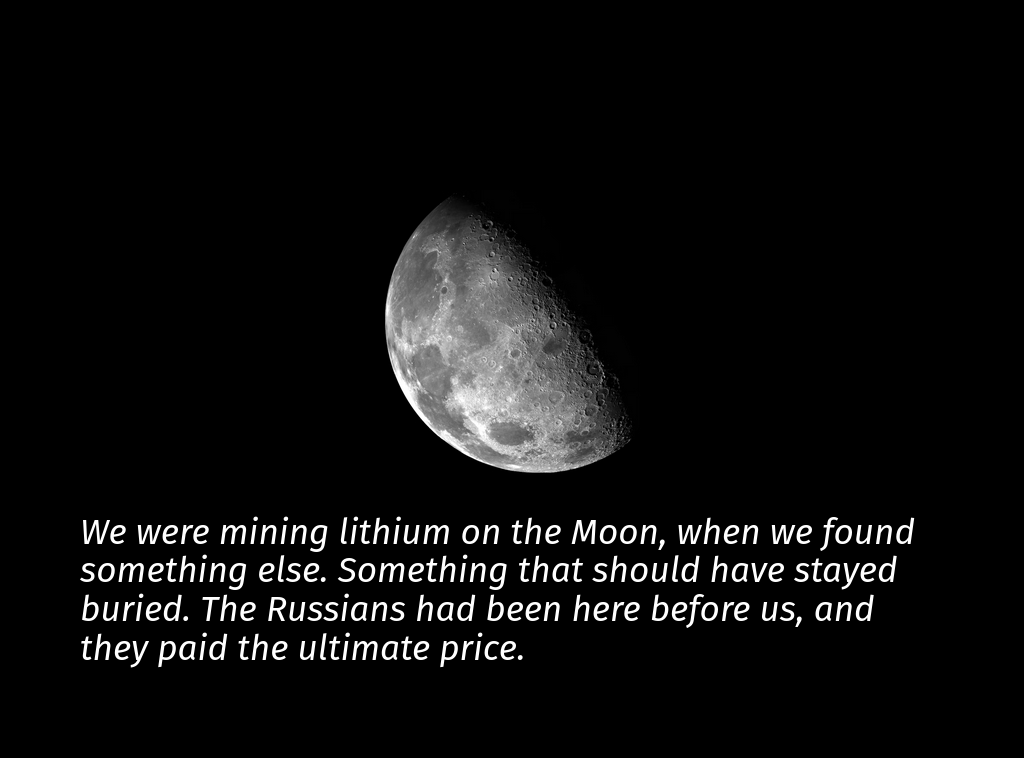 We were mining lithium on the Moon, when we found
something else. Something that should have stayed
buried. The Russians had been here before us, and
they paid the ultimate price.